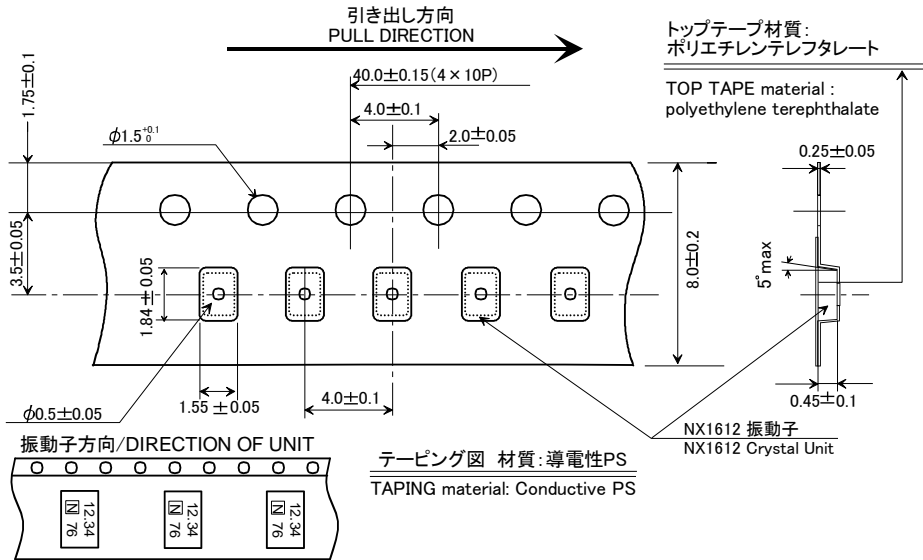 引き出し方向
PULL DIRECTION
トップテープ材質:
ポリエチレンテレフタレート
TOP TAPE material :
polyethylene terephthalate
1.75±0.1
40.0±0.15(4×10P)
4.0±0.1
2.0±0.05
φ1.5 +0.1 0
0.25±0.05
3.5±0.05
1.84±0.05
8.0±0.2
5°max
φ0.5±0.05
1.55±0.05
4.0±0.1
0.45±0.1
NX1612 振動子
NX1612 Crystal Unit
振動子方向/DIRECTION OF UNIT
テーピング図 材質:導電性PS
TAPING material: Conductive PS
12.34
N 76
12.34
N 76
12.34
N 76